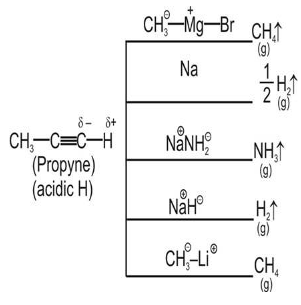 CH₃⊖—Mg⁺—Br
CH₄↑
(g)
Na
1/2 H₂↑
(g)
δ− δ+
CH₃—C≡C—H
(Propyne)
(acidic H)
Na⊕NH₂⊖
NH₃↑
(g)
Na⊕H⊖
H₂↑
(g)
CH₃⊖–Li⊕
CH₄
(g)